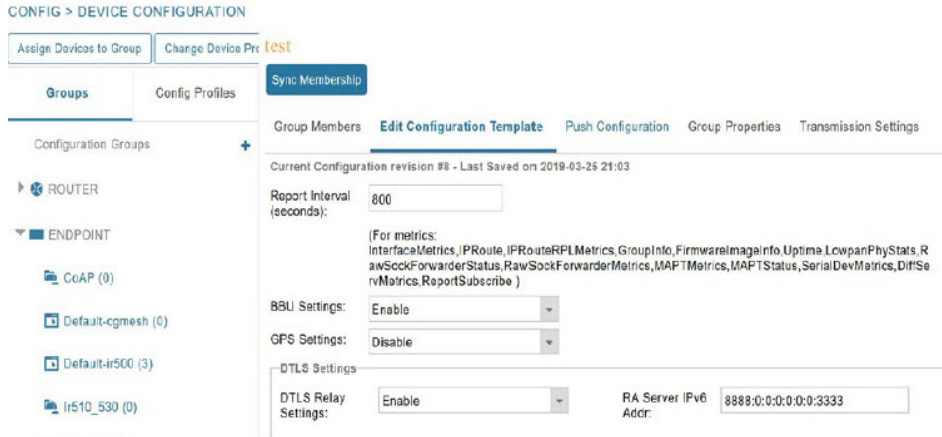 CONFIG > DEVICE CONFIGURATION
Assign Devices to Group
Change Device Pro
test
Sync Membership
Groups
Config Profiles
Group Members
Edit Configuration Template
Push Configuration
Group Properties
Transmission Settings
Configuration Groups +
Current Configuration revision #8 - Last Saved on 2019-03-25 21:03
ROUTER
Report Interval
(seconds):
800
(For metrics:
InterfaceMetrics,IPRoute,IPRouteRPLMetrics,GroupInfo,FirmwareImageInfo,Uptime,LowpanPhyStats,R
awSockForwarderStatus,RawSockForwarderMetrics,MAPTMetrics,MAPTStatus,SerialDevMetrics,DiffSe
rvMetrics,ReportSubscribe )
ENDPOINT
CoAP (0)
Default-cgmesh (0)
Default-ir500 (3)
Ir510_530 (0)
BBU Settings:
Enable
GPS Settings:
Disable
DTLS Settings
DTLS Relay
Settings:
Enable
RA Server IPv6
Addr:
8888:0:0:0:0:0:0:3333